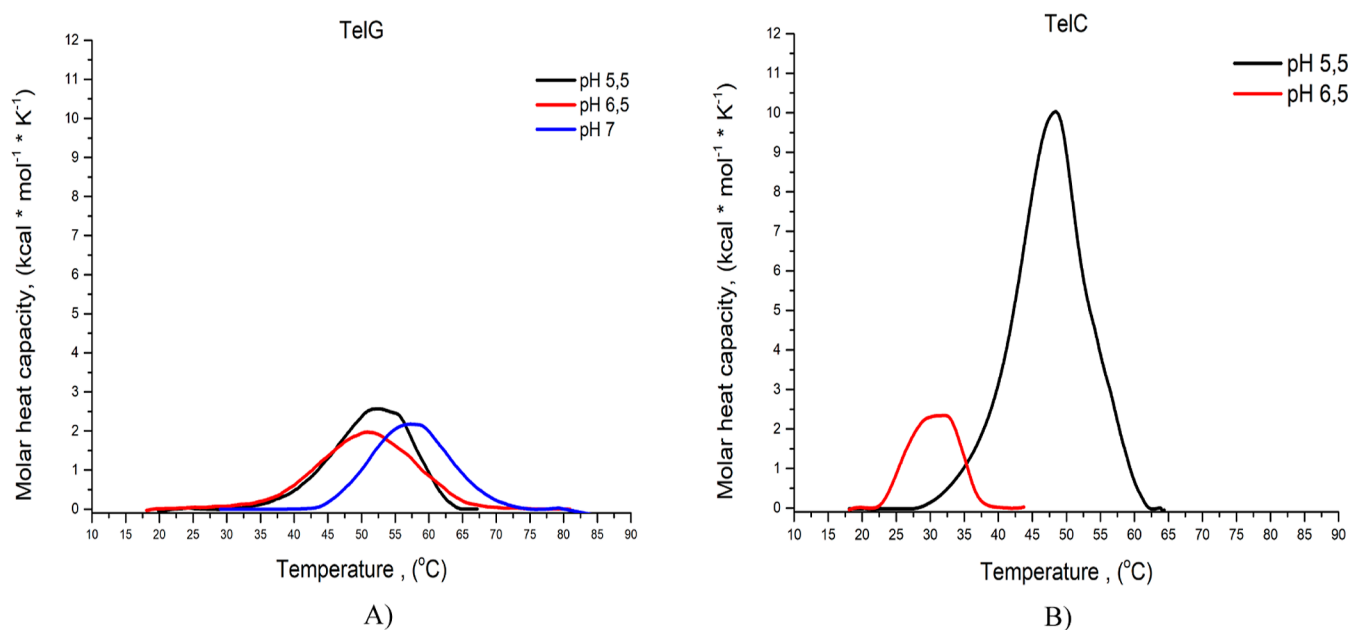 TelG
12
11
10
9
8
7
6
5
4
3
2
1
0
Molar heat capacity, (kcal * mol⁻¹ * K⁻¹)
pH 5,5
pH 6,5
pH 7
10 15 20 25 30 35 40 45 50 55 60 65 70 75 80 85 90
Temperature , (°C)
A)
TelC
12
11
10
9
8
7
6
5
4
3
2
1
0
Molar heat capacity, (kcal * mol⁻¹ * K⁻¹)
pH 5,5
pH 6,5
10 15 20 25 30 35 40 45 50 55 60 65 70 75 80 85 90
Temperature , (°C)
B)